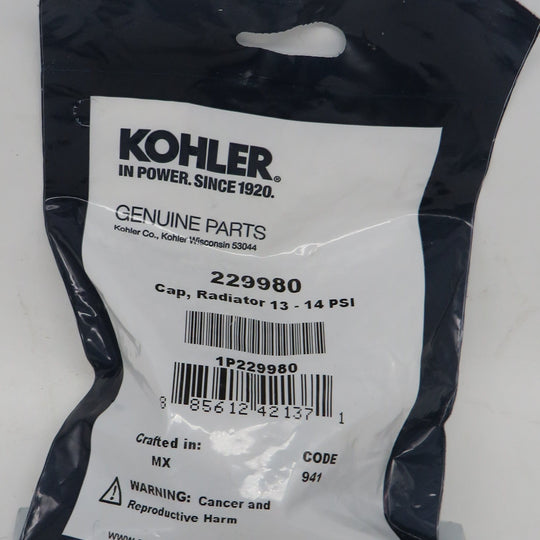 KOHLER®
IN POWER. SINCE 1920.
GENUINE PARTS
Kohler Co., Kohler Wisconsin 53044
229980
Cap, Radiator 13 - 14 PSI
1P229980
8 85612 42137 1
Crafted in:
MX
CODE
941
WARNING: Cancer and
Reproductive Harm